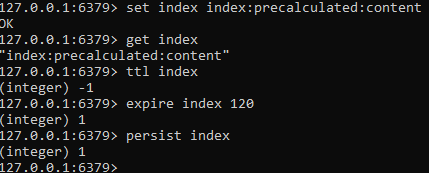 127.0.0.1:6379> set index index:precalculated:content
OK
127.0.0.1:6379> get index
"index:precalculated:content"
127.0.0.1:6379> ttl index
(integer) -1
127.0.0.1:6379> expire index 120
(integer) 1
127.0.0.1:6379> persist index
(integer) 1
127.0.0.1:6379>